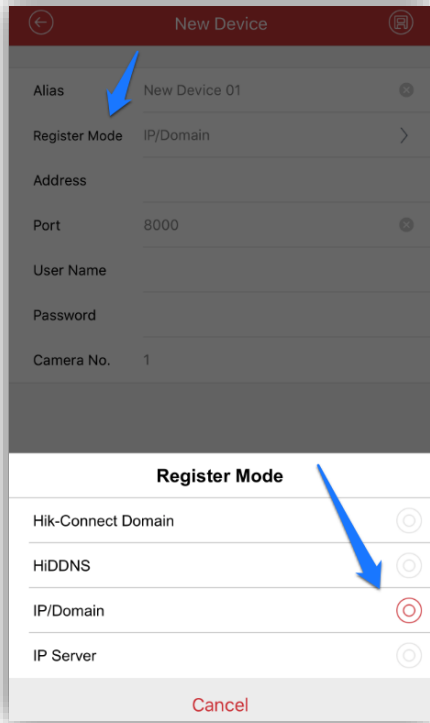 New Device
Alias New Device 01
Register Mode IP/Domain
Address
Port 8000
User Name
Password
Camera No. 1
Register Mode
Hik-Connect Domain
HiDDNS
IP/Domain
IP Server
Cancel